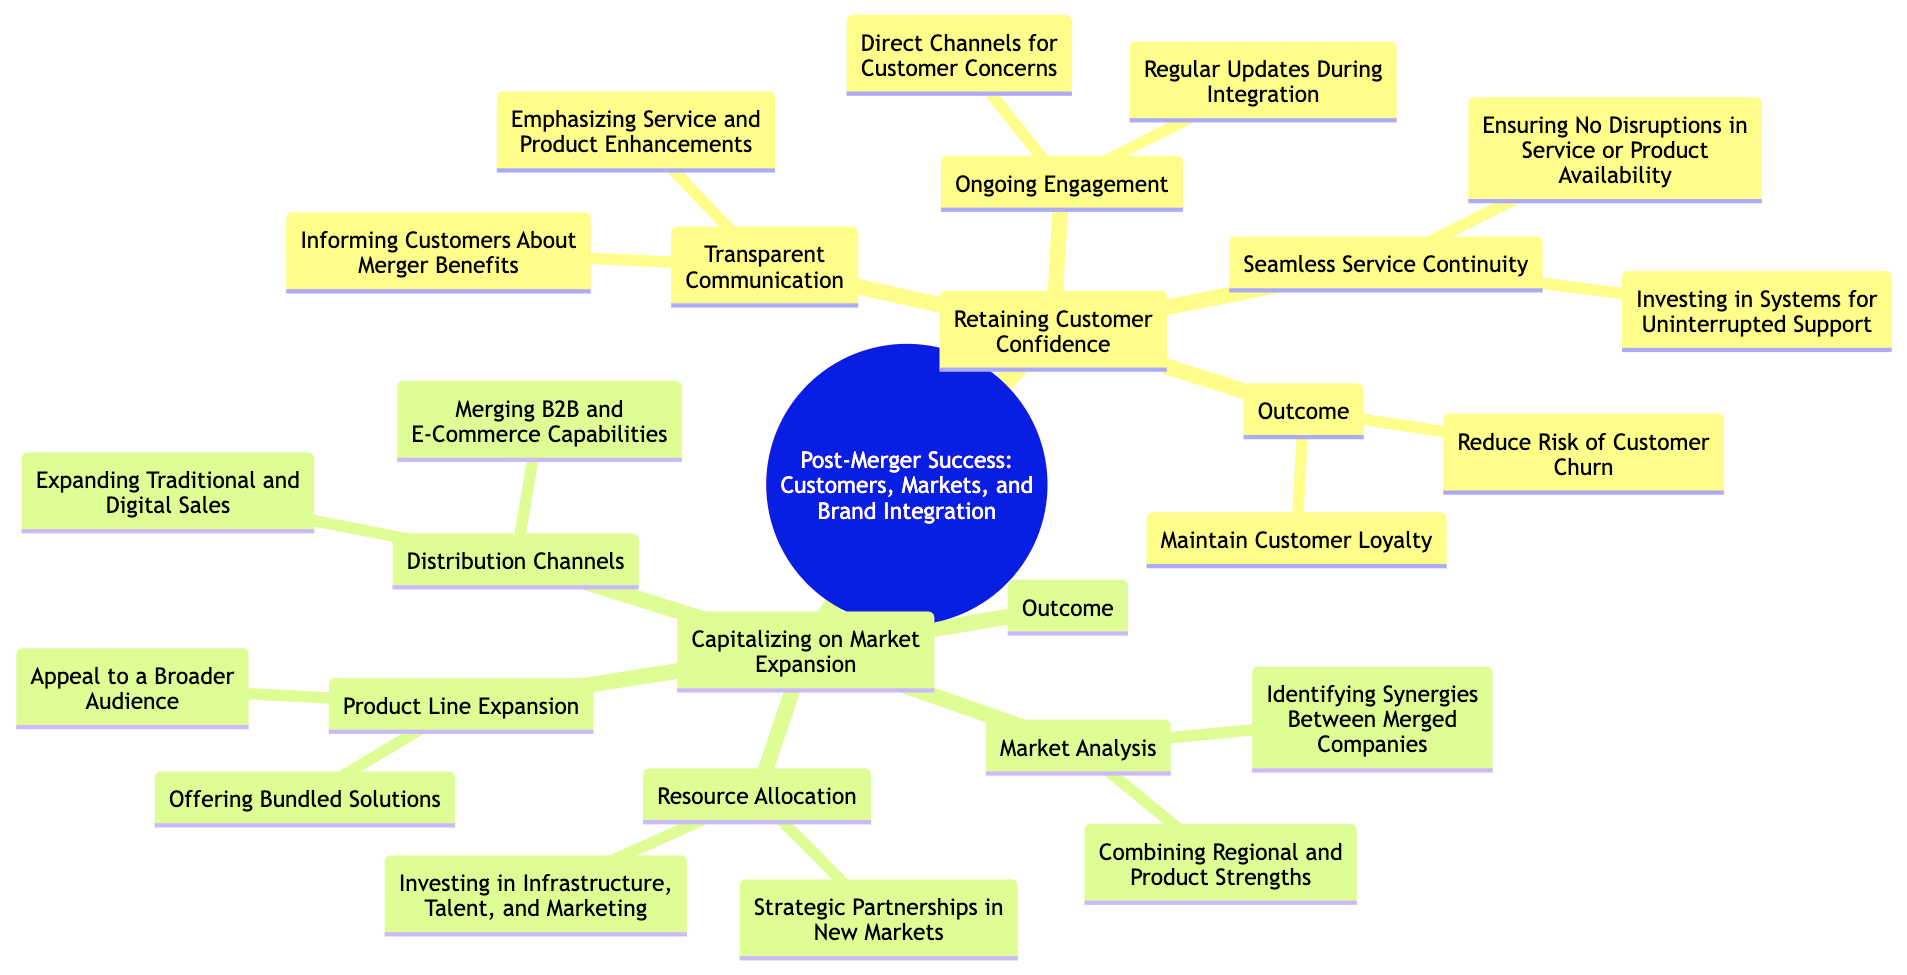 Post-Merger Success:
Customers, Markets, and
Brand Integration
Retaining Customer
Confidence
Transparent
Communication
Informing Customers About
Merger Benefits
Emphasizing Service and
Product Enhancements
Ongoing Engagement
Direct Channels for
Customer Concerns
Regular Updates During
Integration
Seamless Service Continuity
Ensuring No Disruptions in
Service or Product
Availability
Investing in Systems for
Uninterrupted Support
Outcome
Reduce Risk of Customer
Churn
Maintain Customer Loyalty
Capitalizing on Market
Expansion
Outcome
Market Analysis
Identifying Synergies
Between Merged
Companies
Combining Regional and
Product Strengths
Resource Allocation
Investing in Infrastructure,
Talent, and Marketing
Strategic Partnerships in
New Markets
Product Line Expansion
Appeal to a Broader
Audience
Offering Bundled Solutions
Distribution Channels
Expanding Traditional and
Digital Sales
Merging B2B and
E-Commerce Capabilities